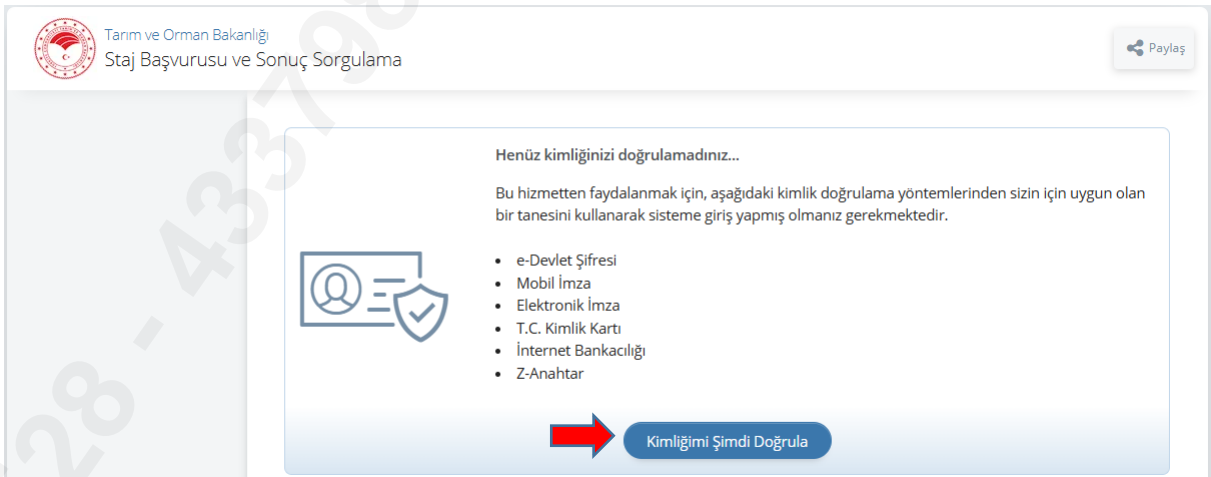 Tarım ve Orman Bakanlığı
Staj Başvurusu ve Sonuç Sorgulama
Paylaş
Henüz kimliğinizi doğrulamadınız...
Bu hizmetten faydalanmak için, aşağıdaki kimlik doğrulama yöntemlerinden sizin için uygun olan
bir tanesini kullanarak sisteme giriş yapmış olmanız gerekmektedir.
• e-Devlet Şifresi
• Mobil İmza
• Elektronik İmza
• T.C. Kimlik Kartı
• İnternet Bankacılığı
• Z-Anahtar
Kimliğimi Şimdi Doğrula